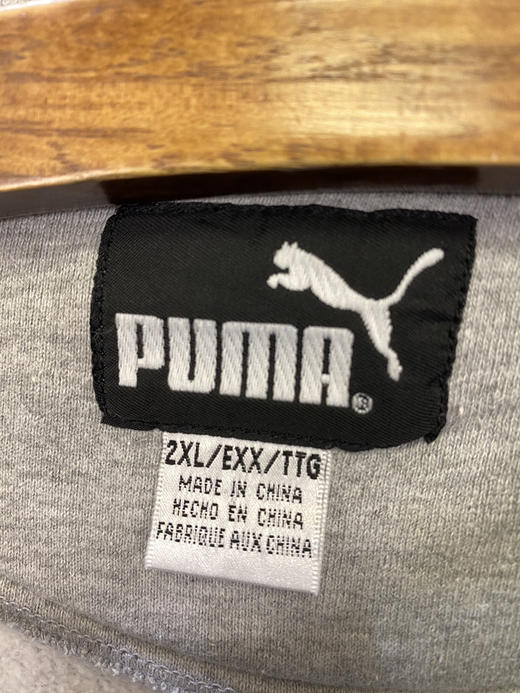 PUMA®
2XL/EXX/TTG
MADE IN CHINA
HECHO EN CHINA
FABRIQUE AUX CHINA